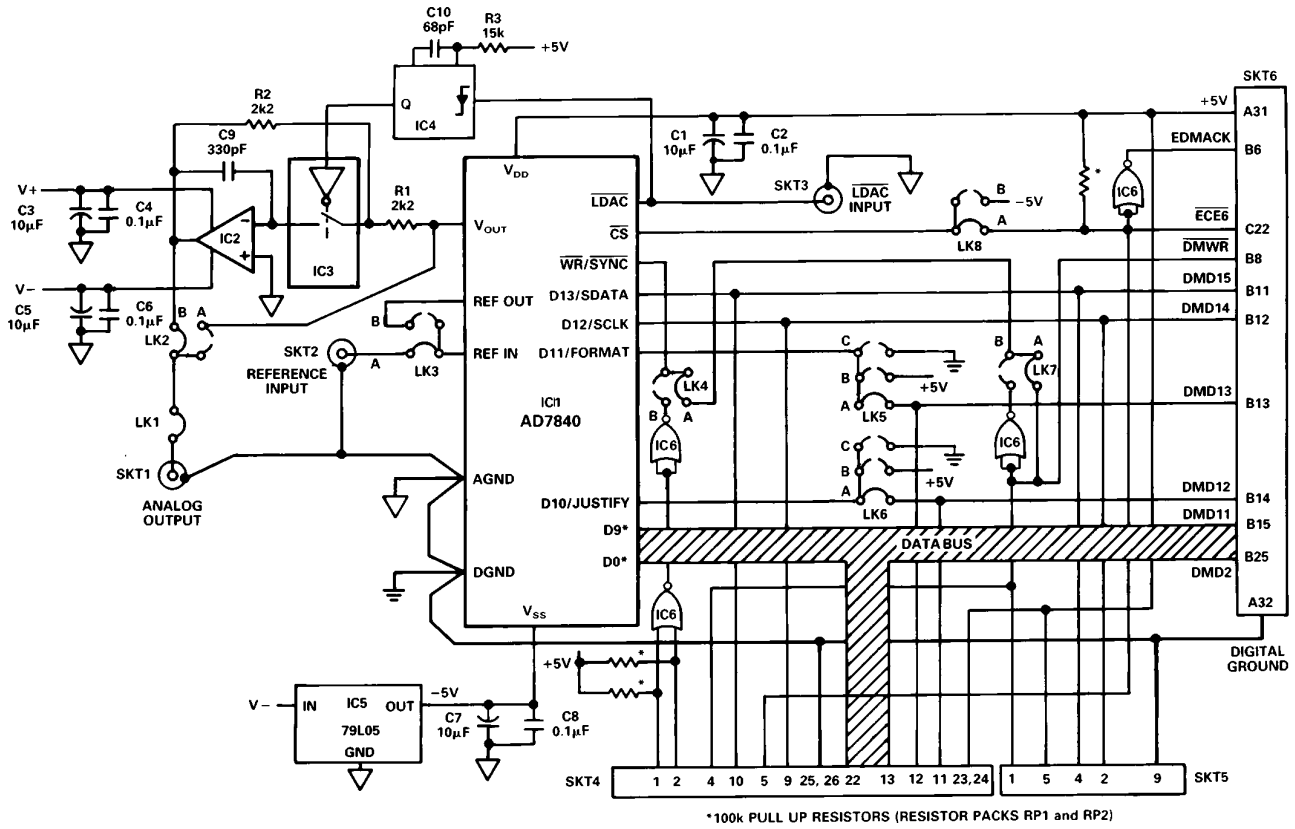 C10
68pF
R3
15k
+5V
Q
IC4
SKT6
R2
2k2
+5V
A31
C9
330pF
C1
10μF
C2
0.1μF
EDMACK
B6
V+
C3
10μF
C4
0.1μF
IC2
IC3
R1
2k2
VDD
LDAC
SKT3
LDAC
INPUT
B
-5V
A
LK8
*
IC6
ECE6
C22
VOUT
CS
DMWR
B8
V-
C5
10μF
C6
0.1μF
WR/SYNC
DMD15
B11
REF OUT
D13/SDATA
DMD14
B12
B
A
LK2
B
D12/SCLK
SKT2
REFERENCE
INPUT
A
LK3
REF IN
D11/FORMAT
C
B
+5V
A
LK5
B
A
LK7
LK4
B
A
IC6
DMD13
B13
IC1
AD7840
LK1
IC6
C
B
+5V
A
LK6
SKT1
ANALOG
OUTPUT
AGND
D10/JUSTIFY
DMD12
B14
DMD11
B15
D9*
DATA BUS
D0*
B25
DMD2
DGND
VSS
IC6
A32
+5V
*
*
DIGITAL
GROUND
V-
IN
IC5
OUT
79L05
GND
-5V
C7
10μF
C8
0.1μF
SKT4
1 2 4 10 5 9 25, 26 22 13 12 11 23, 24
1 5 4 2 9
SKT5
*100k PULL UP RESISTORS (RESISTOR PACKS RP1 and RP2)